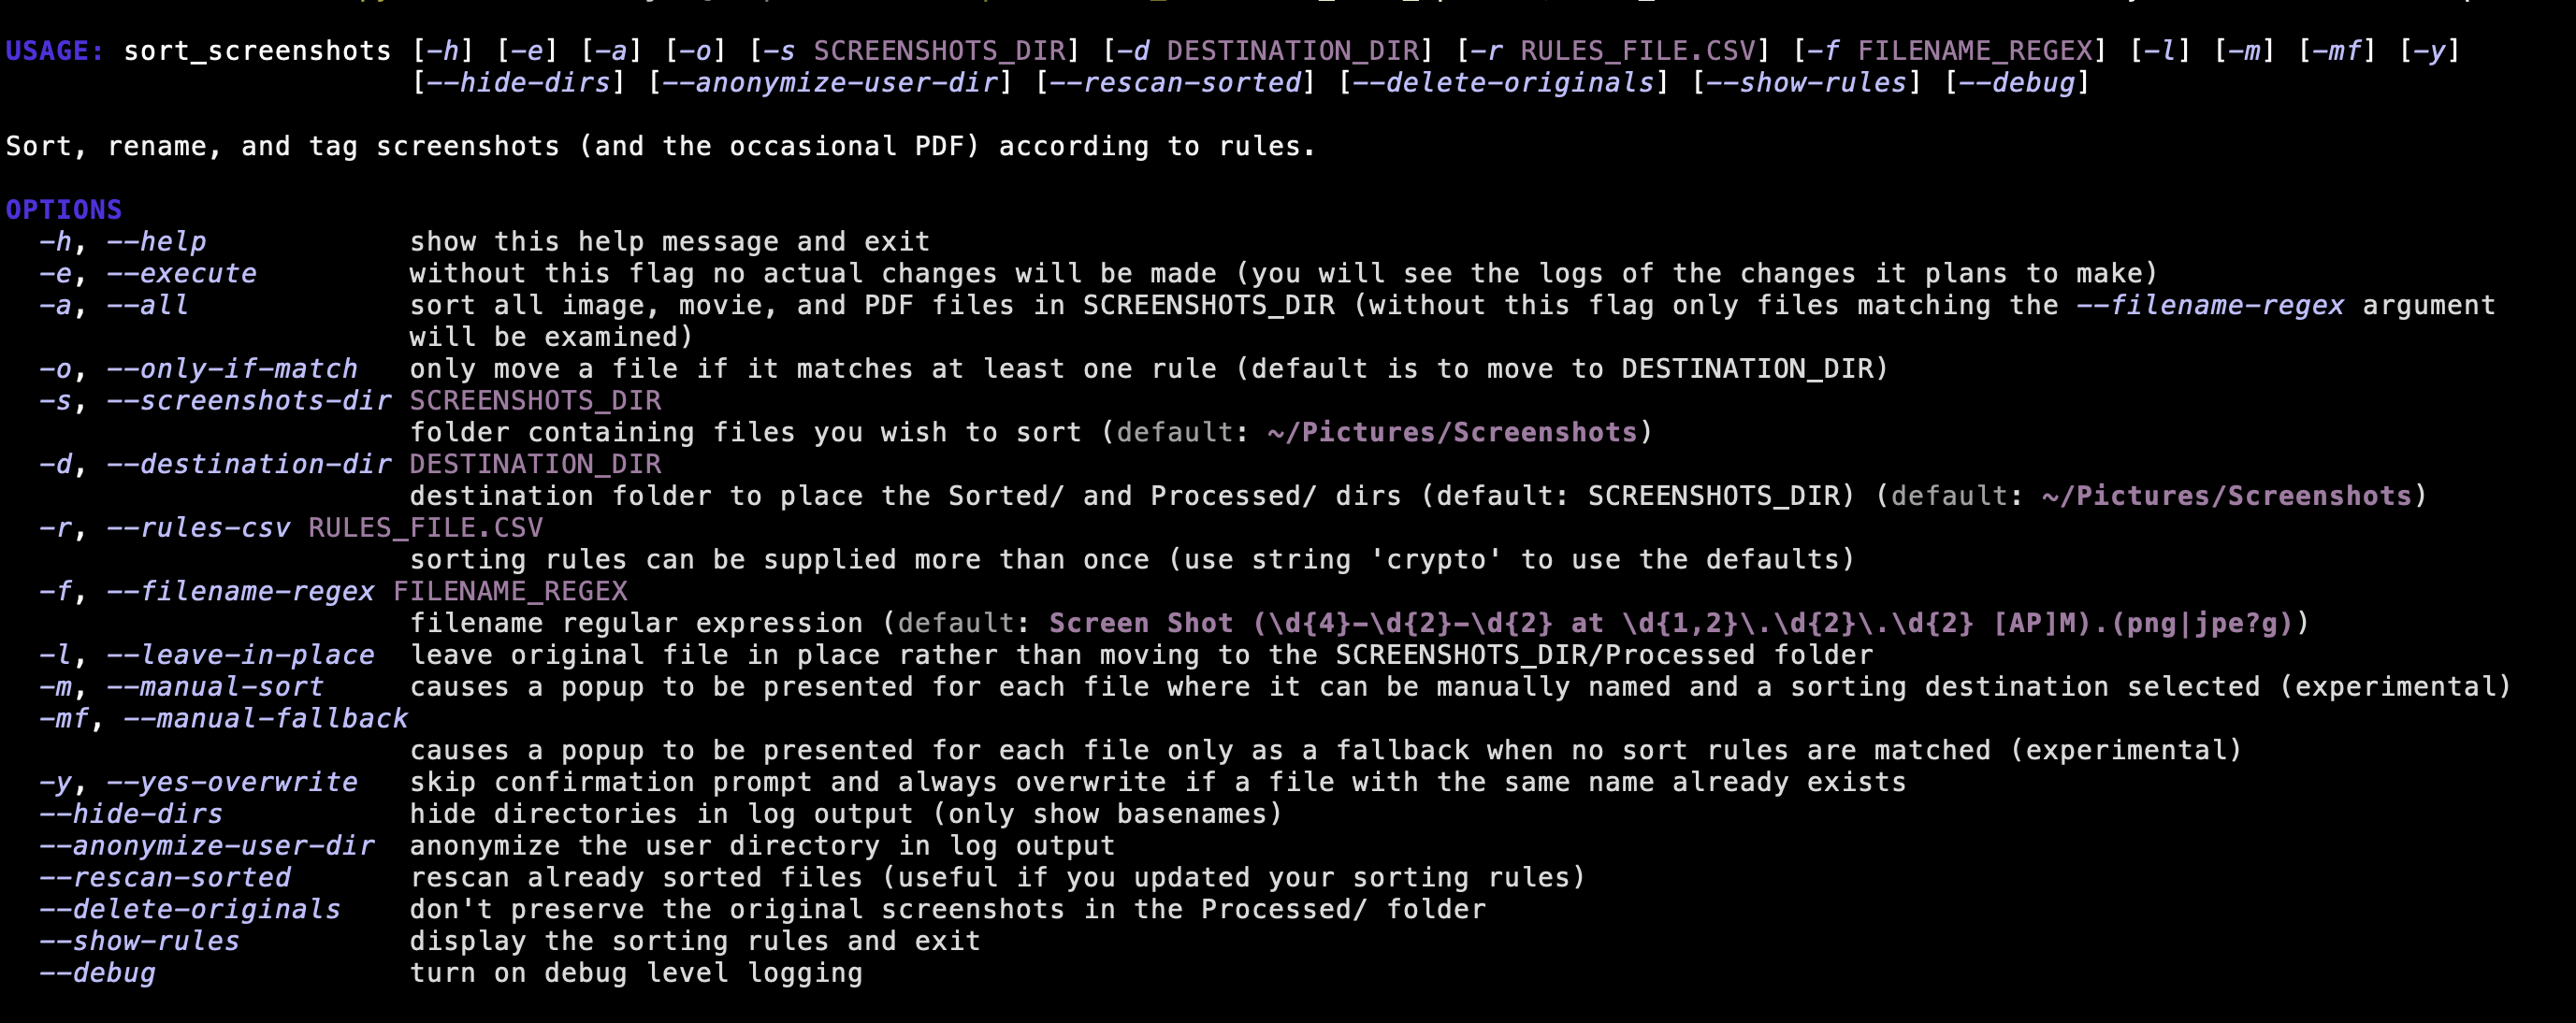 USAGE: sort_screenshots [-h] [-e] [-a] [-o] [-s SCREENSHOTS_DIR] [-d DESTINATION_DIR] [-r RULES_FILE.CSV] [-f FILENAME_REGEX] [-l] [-m] [-mf] [-y]
[--hide-dirs] [--anonymize-user-dir] [--rescan-sorted] [--delete-originals] [--show-rules] [--debug]
Sort, rename, and tag screenshots (and the occasional PDF) according to rules.
OPTIONS
-h, --help show this help message and exit
-e, --execute without this flag no actual changes will be made (you will see the logs of the changes it plans to make)
-a, --all sort all image, movie, and PDF files in SCREENSHOTS_DIR (without this flag only files matching the --filename-regex argument
will be examined)
-o, --only-if-match only move a file if it matches at least one rule (default is to move to DESTINATION_DIR)
-s, --screenshots-dir SCREENSHOTS_DIR
folder containing files you wish to sort (default: ~/Pictures/Screenshots)
-d, --destination-dir DESTINATION_DIR
destination folder to place the Sorted/ and Processed/ dirs (default: SCREENSHOTS_DIR) (default: ~/Pictures/Screenshots)
-r, --rules-csv RULES_FILE.CSV
sorting rules can be supplied more than once (use string 'crypto' to use the defaults)
-f, --filename-regex FILENAME_REGEX
filename regular expression (default: Screen Shot (\d{4}-\d{2}-\d{2} at \d{1,2}\.\d{2}\.\d{2} [AP]M).(png|jpe?g))
-l, --leave-in-place leave original file in place rather than moving to the SCREENSHOTS_DIR/Processed folder
-m, --manual-sort causes a popup to be presented for each file where it can be manually named and a sorting destination selected (experimental)
-mf, --manual-fallback
causes a popup to be presented for each file only as a fallback when no sort rules are matched (experimental)
-y, --yes-overwrite skip confirmation prompt and always overwrite if a file with the same name already exists
--hide-dirs hide directories in log output (only show basenames)
--anonymize-user-dir anonymize the user directory in log output
--rescan-sorted rescan already sorted files (useful if you updated your sorting rules)
--delete-originals don't preserve the original screenshots in the Processed/ folder
--show-rules display the sorting rules and exit
--debug turn on debug level logging